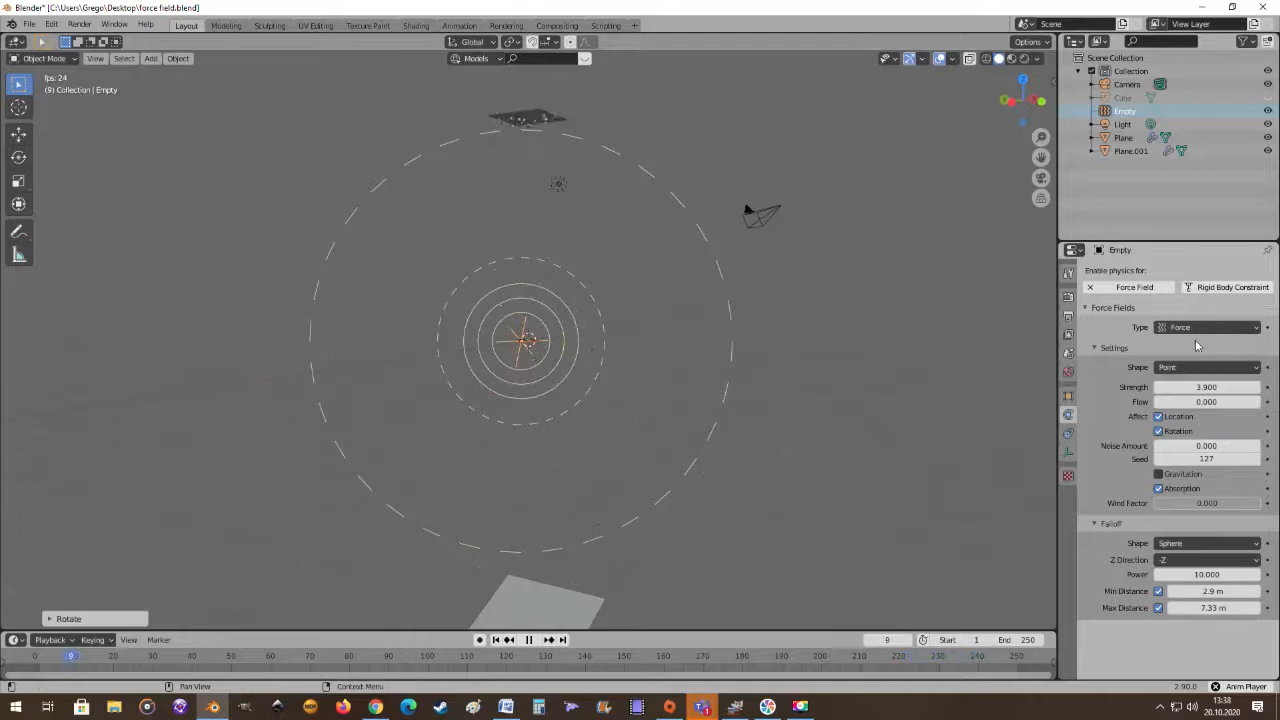 Blender* [C:\Users\Grego\Desktop\force field.blend]
File Edit Render Window Help Layout Modeling Sculpting UV Editing Texture Paint Shading Animation Rendering Compositing Scripting +
Scene View Layer
Global Options
Object Mode View Select Add Object Models
fps: 24
(9) Collection | Empty
Scene Collection
Collection
Camera
Cube
Empty
Light
Plane
Plane.001
Empty
Enable physics for:
Force Field Rigid Body Constraint
Force Fields
Type Force
Settings
Shape Point
Strength 3.900
Flow 0.000
Affect Location
Rotation
Noise Amount 0.000
Seed 127
Gravitation
Absorption
Wind Factor 0.000
Falloff
Shape Sphere
Z Direction -Z
Power 10.000
Min Distance 2.9 m
Max Distance 7.33 m
Rotate
Playback Keying View Marker 9 Start 1 End 250
0 9 20 30 40 50 60 70 80 90 100 110 120 130 140 150 160 170 180 190 200 210 220 230 240 250
Pan View Context Menu 2.90.0 Anim Player
13:38
20.10.2020